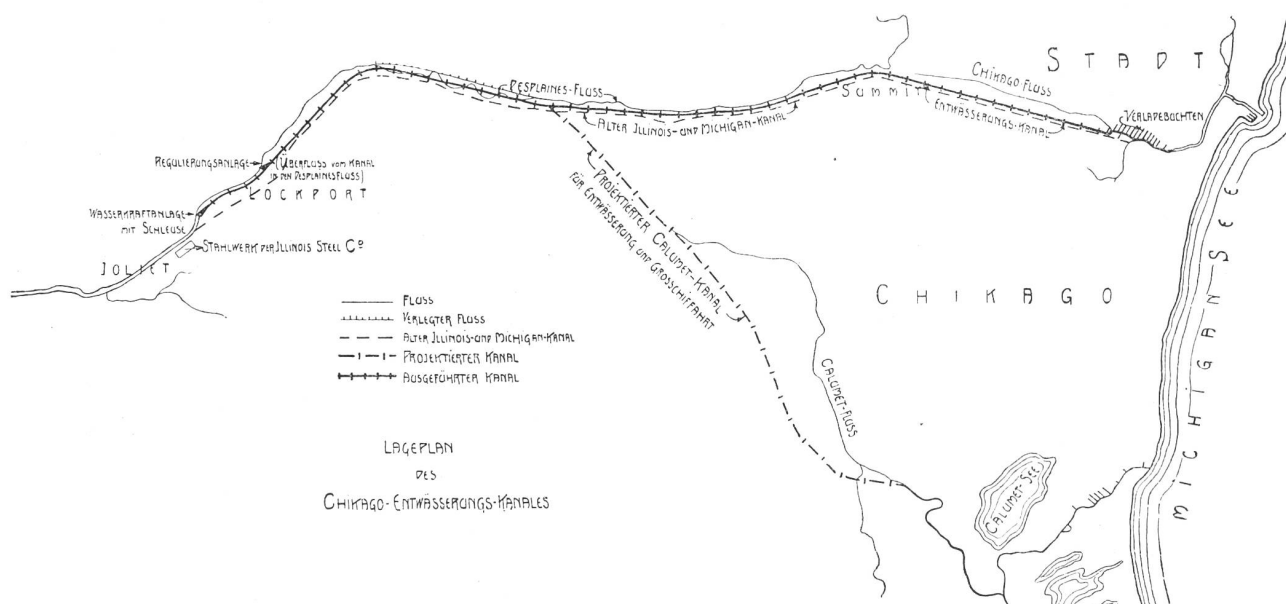 STADT
CHIKAGO-FLUSS
DESPLAINES-FLUSS
SUMMIT
ENTWÄSSERUNGS-KANAL
VERLADEBUCHTEN
ALTER ILLINOIS-UND MICHIGAN-KANAL
REGULIERUNGSANLAGE
(ÜBERFLUSS VOM KANAL
IN DEN DESPLAINESFLUSS)
LOCKPORT
WASSERKRAFTANLAGE
MIT SCHLEUSE
STAHLWERK DER ILLINOIS STEEL Co
JOLIET
PROJEKTIERTER CALUMET-KANAL
FÜR ENTWÄSSERUNG UND GROSSCHIFFAHRT
CHIKAGO
MICHIGAN-SEE
FLUSS
VERLEGTER FLUSS
ALTER ILLINOIS-UND MICHIGAN-KANAL
PROJEKTIERTER KANAL
AUSGEFÜHRTER KANAL
CALUMET-FLUSS
CALUMET-SEE
LAGEPLAN
DES
CHIKAGO-ENTWÄSSERUNGS-KANALES